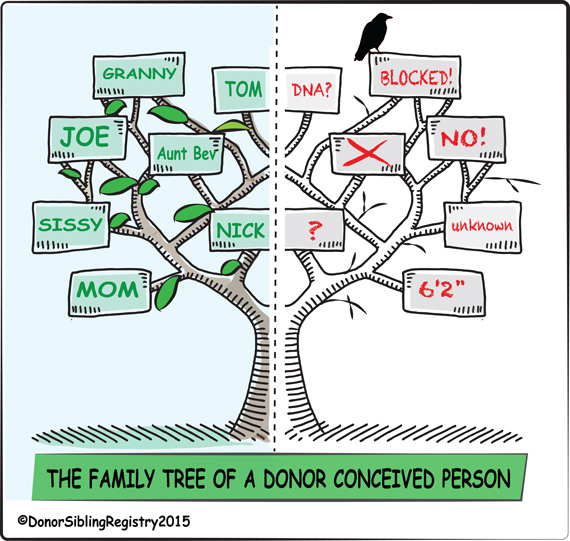 GRANNY
TOM
DNA?
BLOCKED!
JOE
Aunt Bev
X
NO!
SISSY
NICK
?
unknown
MOM
6'2"
THE FAMILY TREE OF A DONOR CONCEIVED PERSON
©DonorSiblingRegistry2015